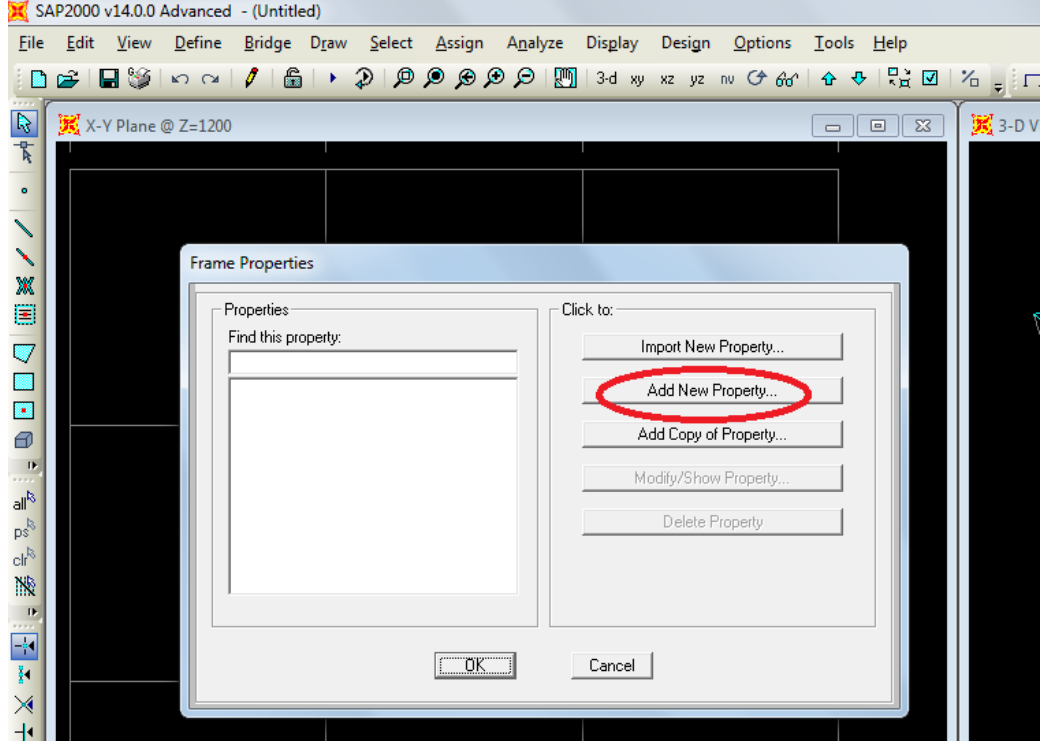 SAP2000 v14.0.0 Advanced - (Untitled)
File Edit View Define Bridge Draw Select Assign Analyze Display Design Options Tools Help
3-d xy xz yz nv
X-Y Plane @ Z=1200
3-D V
Frame Properties
Properties
Find this property:
Click to:
Import New Property...
Add New Property...
Add Copy of Property...
Modify/Show Property...
Delete Property
OK Cancel
all
ps
clr